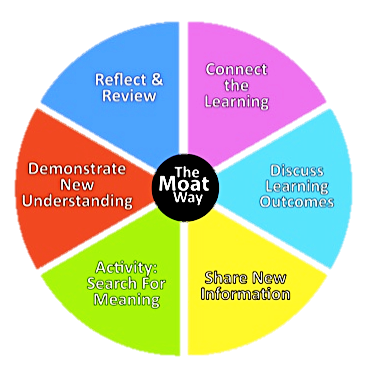 Connect
the
Learning
Discuss
Learning
Outcomes
Share New
Information
Activity:
Search For
Meaning
Demonstrate
New
Understanding
Reflect &
Review
The
Moat
Way